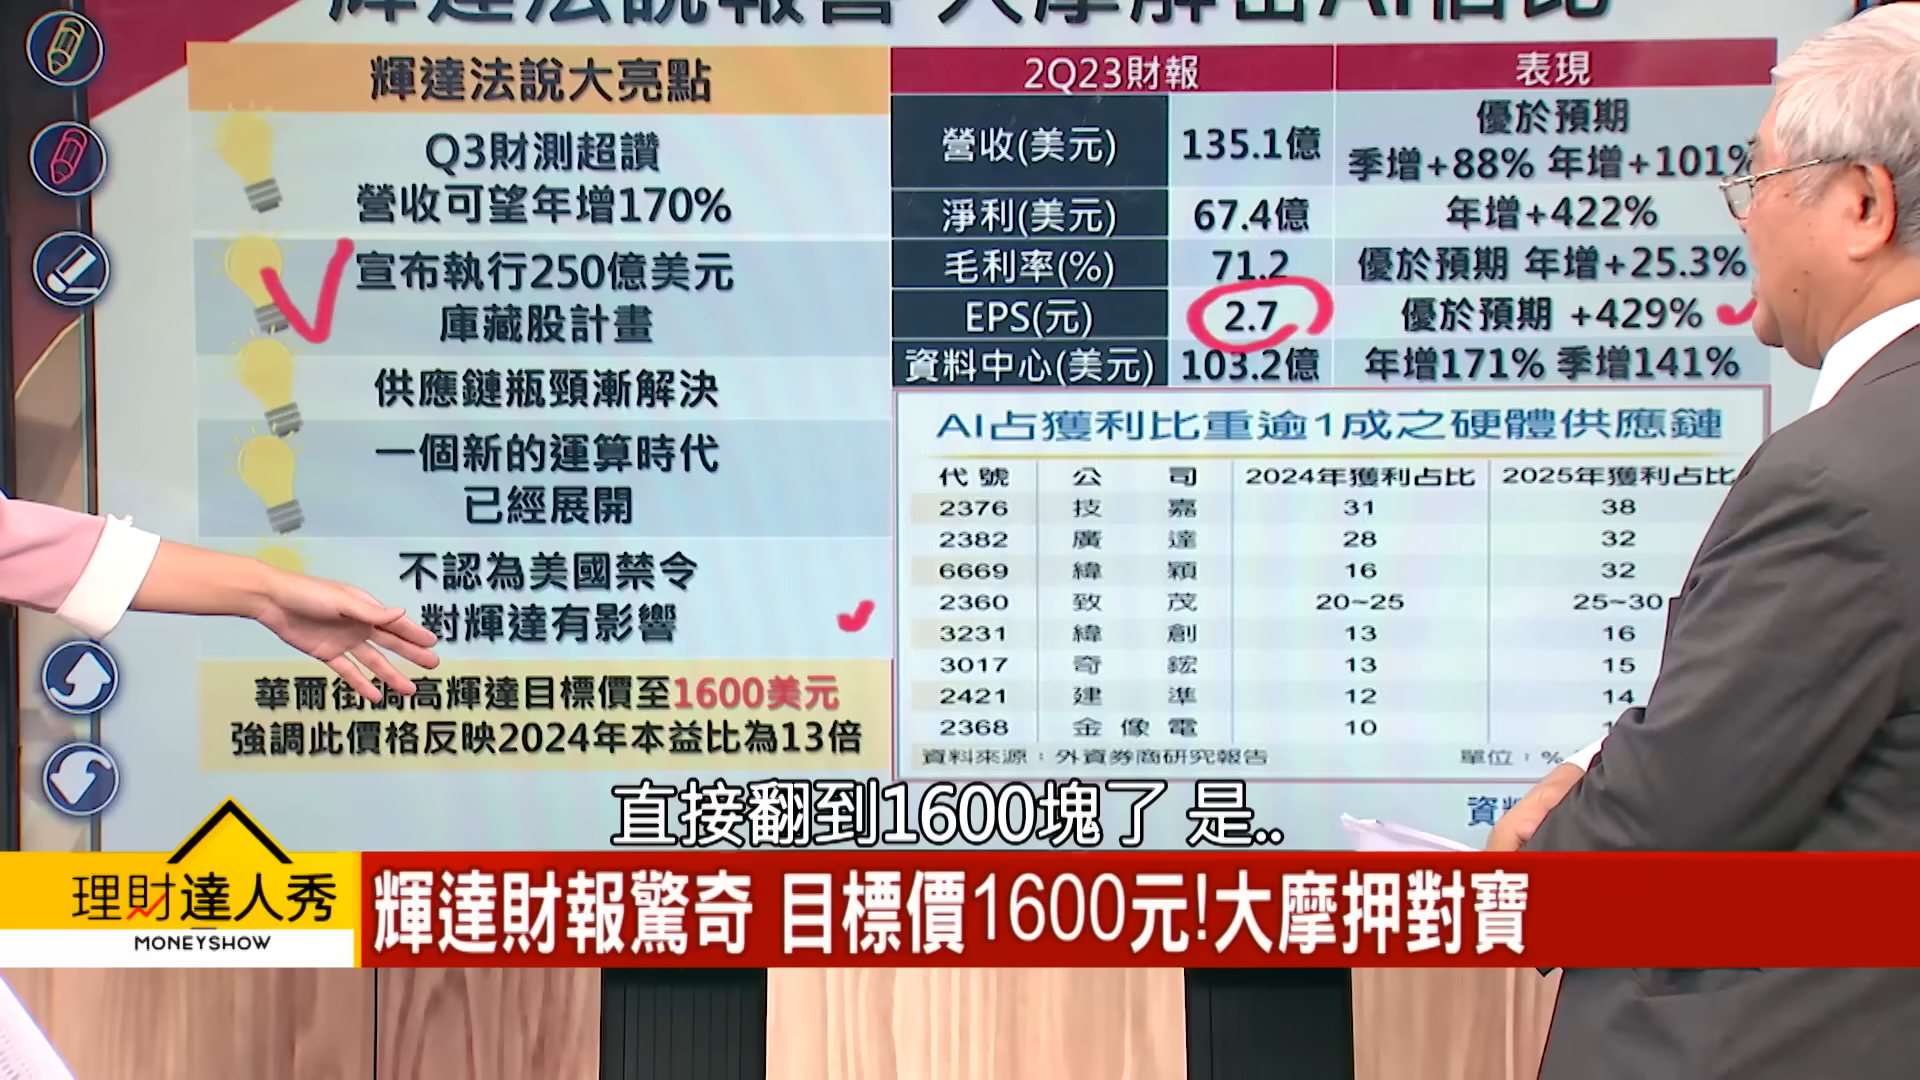 輝達法說報告 大摩解密AI佔比
輝達法說大亮點
Q3財測超讚
營收可望年增170%
宣布執行250億美元
庫藏股計畫
供應鏈瓶頸漸解決
一個新的運算時代
已經展開
不認為美國禁令
對輝達有影響
華爾街調高輝達目標價至1600美元
強調此價格反映2024年本益比為13倍
2Q23財報 表現
營收(美元) 135.1億 優於預期
季增+88% 年增+101%
淨利(美元) 67.4億 年增+422%
毛利率(%) 71.2 優於預期 年增+25.3%
EPS(元) 2.7 優於預期 +429%
資料中心(美元) 103.2億 年增171% 季增141%
AI占獲利比重逾1成之硬體供應鏈
代號 公司 2024年獲利占比 2025年獲利占比
2376 技嘉 31 38
2382 廣達 28 32
6669 緯穎 16 32
2360 致茂 20~25 25~30
3231 緯創 13 16
3017 奇鋐 13 15
2421 建準 12 14
2368 金像電 10
資料來源：外資券商研究報告 單位：%
資
直接翻到1600塊了 是..
理財達人秀
MONEYSHOW
輝達財報驚奇 目標價1600元!大摩押對寶